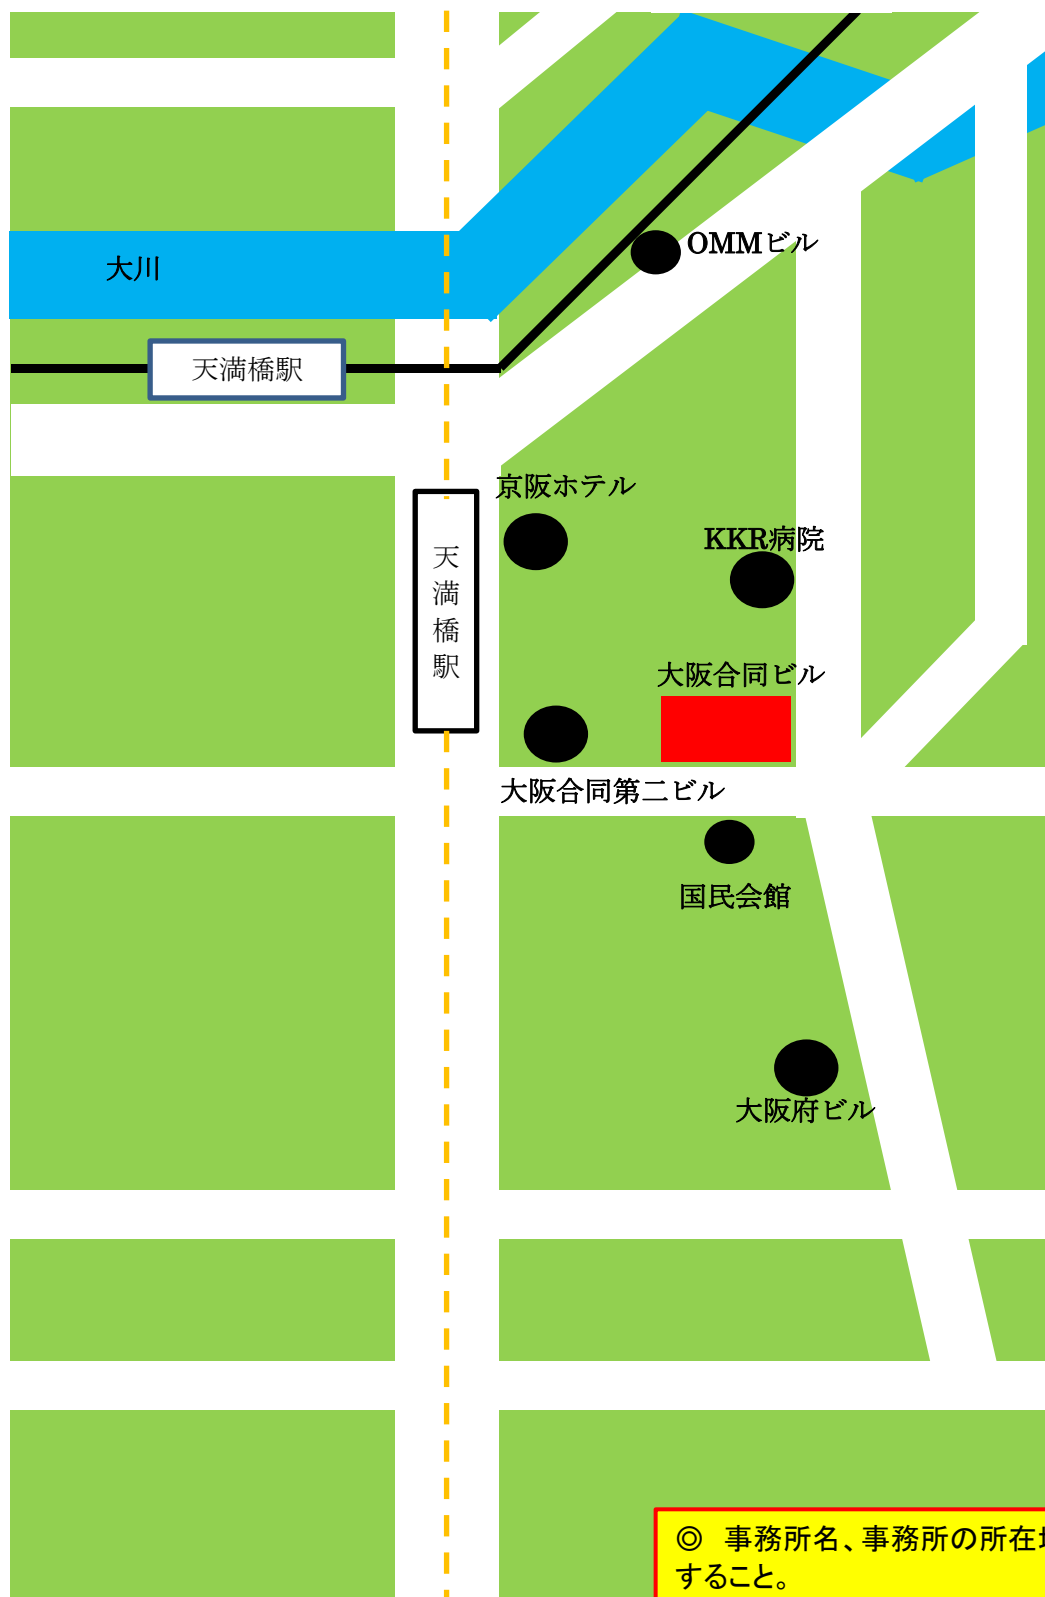 OMMビル
大川
天満橋駅
京阪ホテル
KKR病院
天満橋駅
大阪合同ビル
大阪合同第二ビル
国民会館
大阪府ビル
◎　事務所名、事務所の所在
すること。